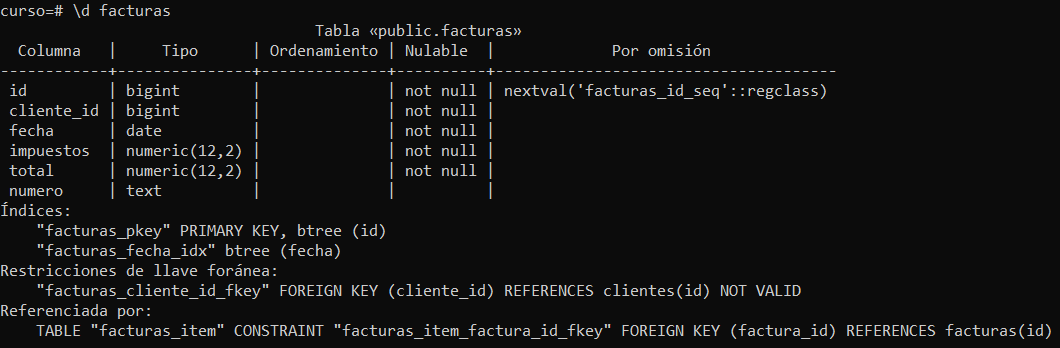 curso=# \d facturas
Tabla «public.facturas»
Columna | Tipo | Ordenamiento | Nulable | Por omisión
------------+---------------+--------------+----------+--------------------------------------
id | bigint | | not null | nextval('facturas_id_seq'::regclass)
cliente_id | bigint | | not null |
fecha | date | | not null |
impuestos | numeric(12,2) | | not null |
total | numeric(12,2) | | not null |
numero | text | | |
Índices:
"facturas_pkey" PRIMARY KEY, btree (id)
"facturas_fecha_idx" btree (fecha)
Restricciones de llave foránea:
"facturas_cliente_id_fkey" FOREIGN KEY (cliente_id) REFERENCES clientes(id) NOT VALID
Referenciada por:
TABLE "facturas_item" CONSTRAINT "facturas_item_factura_id_fkey" FOREIGN KEY (factura_id) REFERENCES facturas(id)